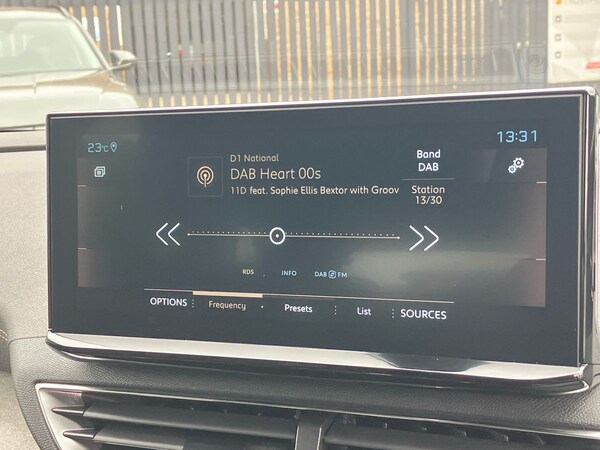 23°C
13:31
D1 National
DAB Heart 00s
11D feat. Sophie Ellis Bextor with Groov
Band
DAB
Station
13/30
RDS
INFO
DAB FM
OPTIONS
Frequency
Presets
List
SOURCES